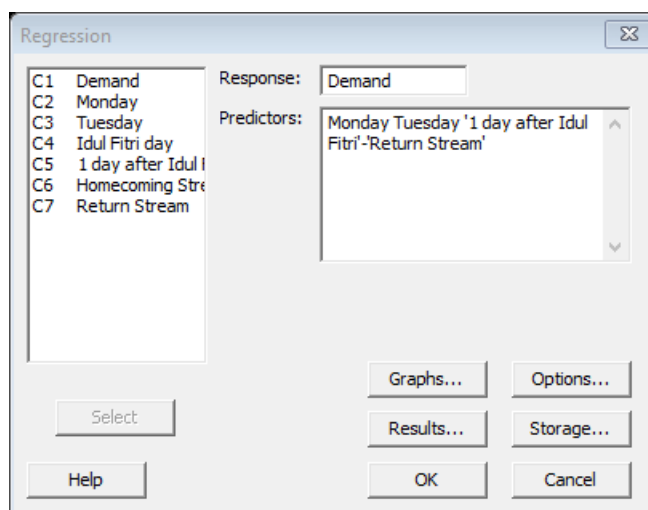 Regression
C1 Demand
C2 Monday
C3 Tuesday
C4 Idul Fitri day
C5 1 day after Idul F
C6 Homecoming Stre
C7 Return Stream
Response:
Demand
Predictors:
Monday Tuesday '1 day after Idul
Fitri'-'Return Stream'
Graphs...
Options...
Select
Results...
Storage...
Help
OK
Cancel